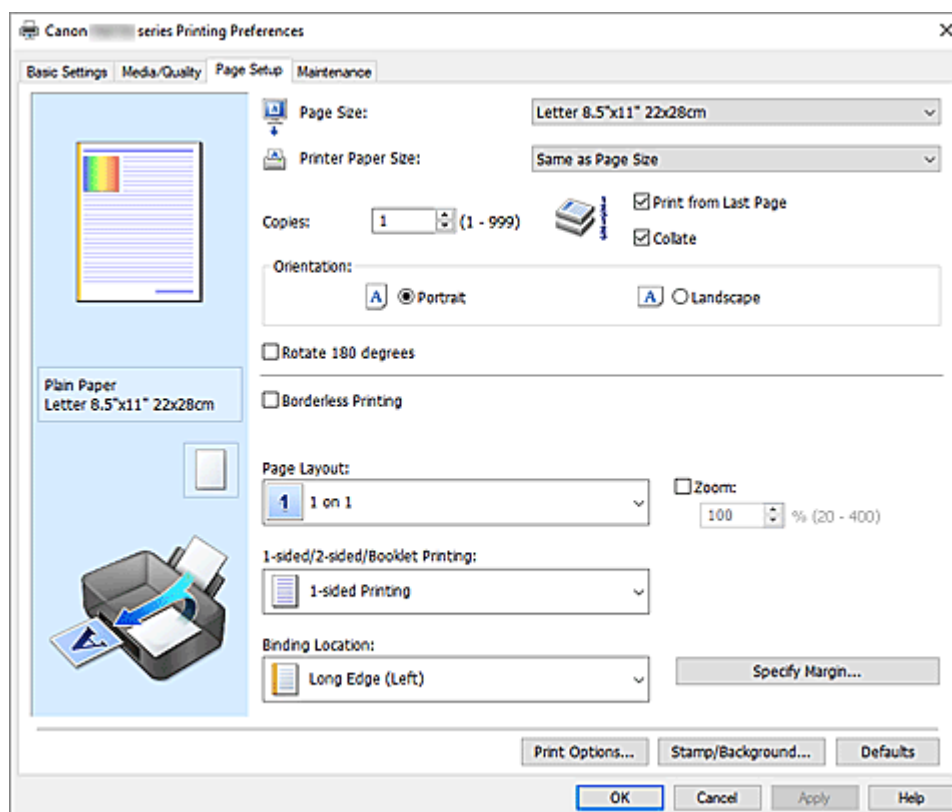 Canon series Printing Preferences
Basic Settings Media/Quality Page Setup Maintenance
Page Size: Letter 8.5"x11" 22x28cm
Printer Paper Size: Same as Page Size
Copies: 1 (1 - 999)
Print from Last Page
Collate
Orientation:
A Portrait A Landscape
Rotate 180 degrees
Plain Paper
Letter 8.5"x11" 22x28cm
Borderless Printing
Page Layout:
1 1 on 1
Zoom:
100 % (20 - 400)
1-sided/2-sided/Booklet Printing:
1-sided Printing
A
Binding Location:
Long Edge (Left)
Specify Margin...
Print Options... Stamp/Background... Defaults
OK Cancel Apply Help